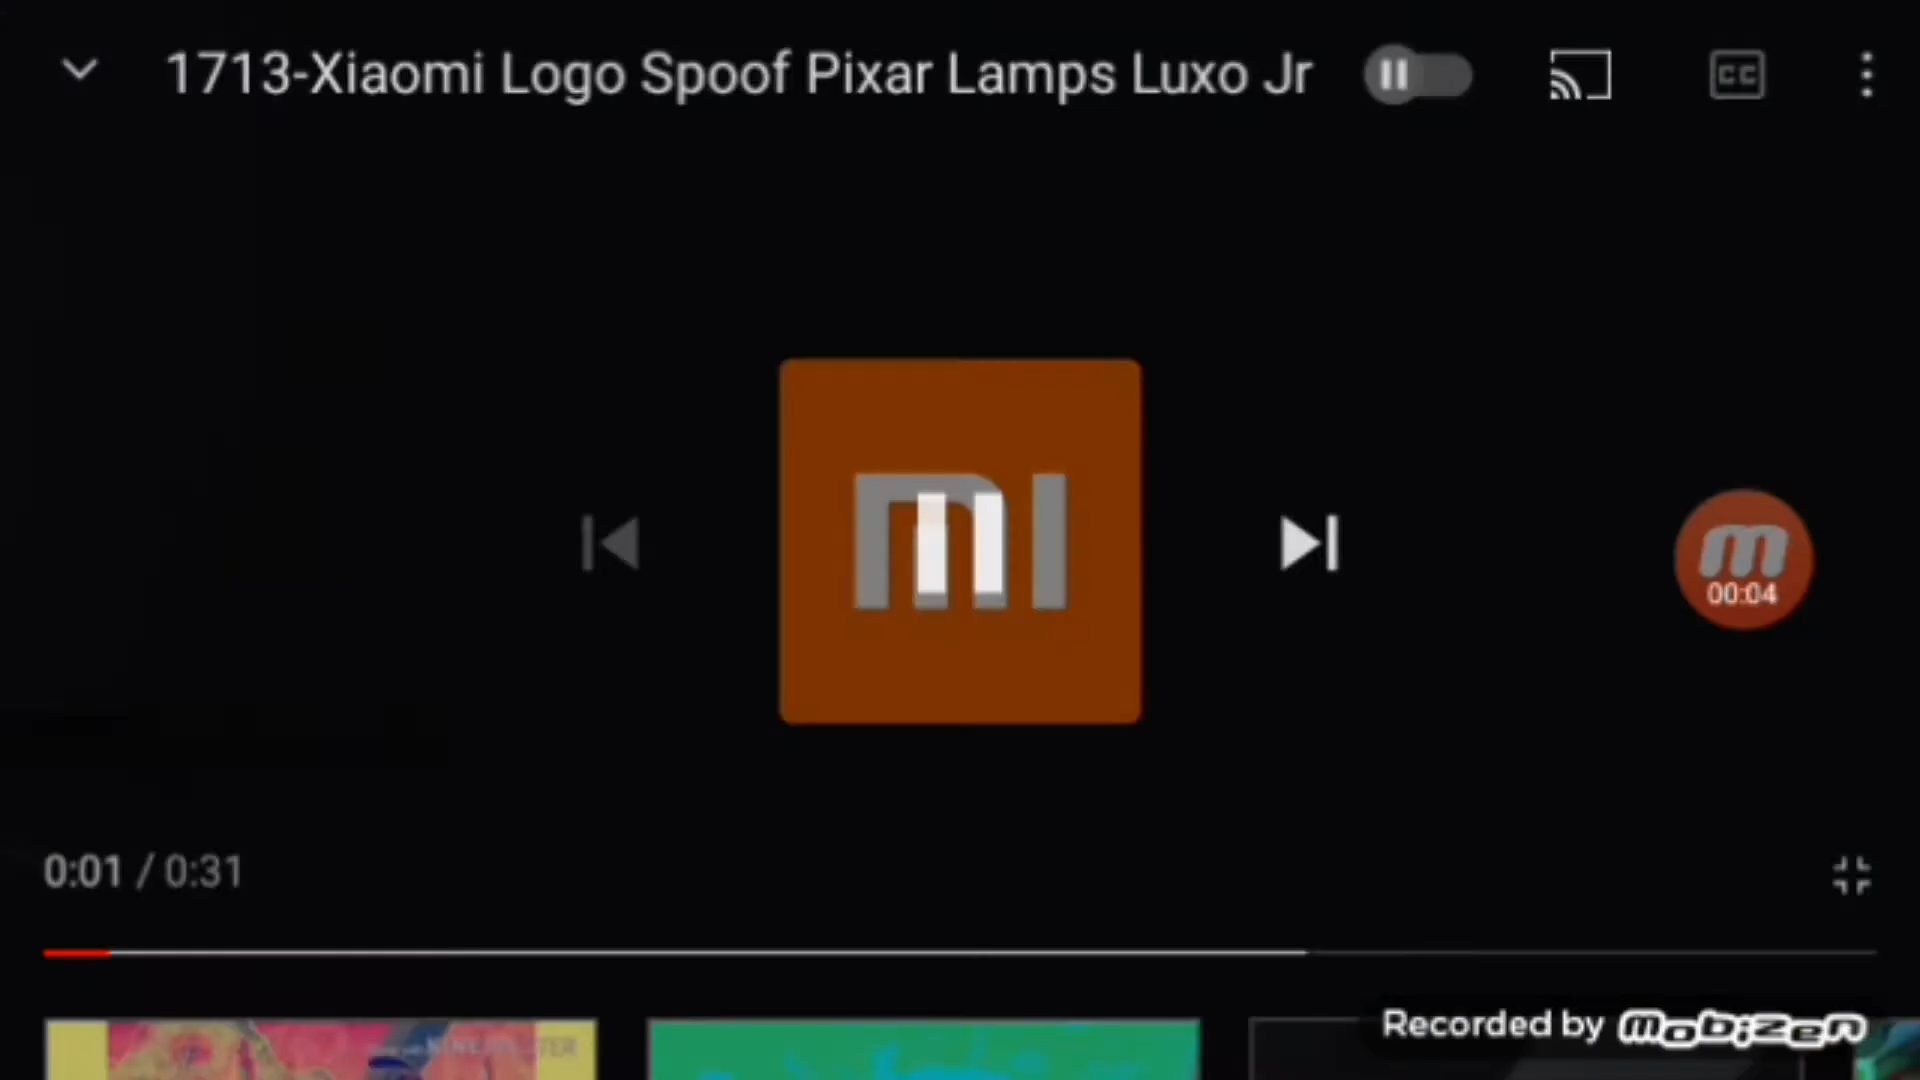 1713-Xiaomi Logo Spoof Pixar Lamps Luxo Jr
CC
mi
m
00:04
0:01 / 0:31
Recorded by mobizen